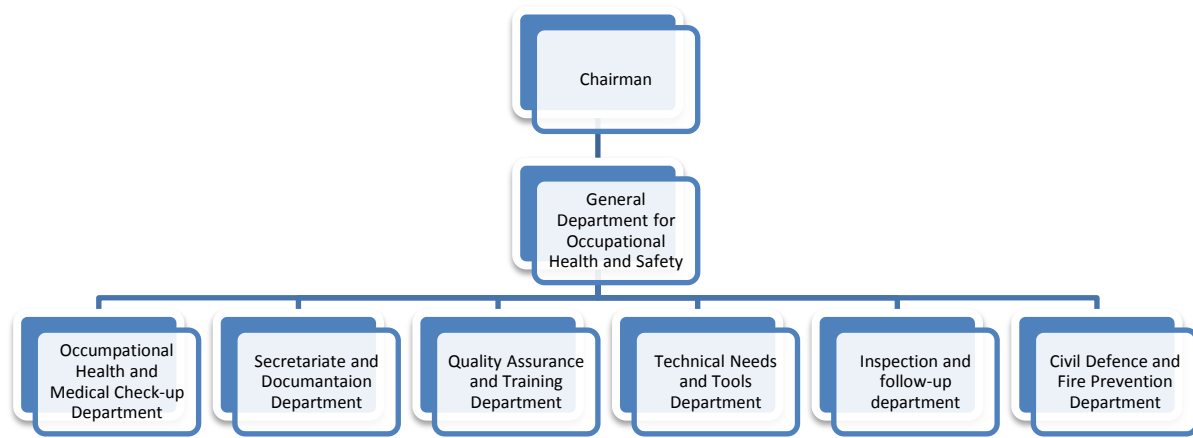 Chairman
General
Department for
Occupational
Health and Safety
Occumpational
Health and
Medical Check-up
Department
Secretariate and
Documantaion
Department
Quality Assurance
and Training
Department
Technical Needs
and Tools
Department
Inspection and
follow-up
department
Civil Defence and
Fire Prevention
Department